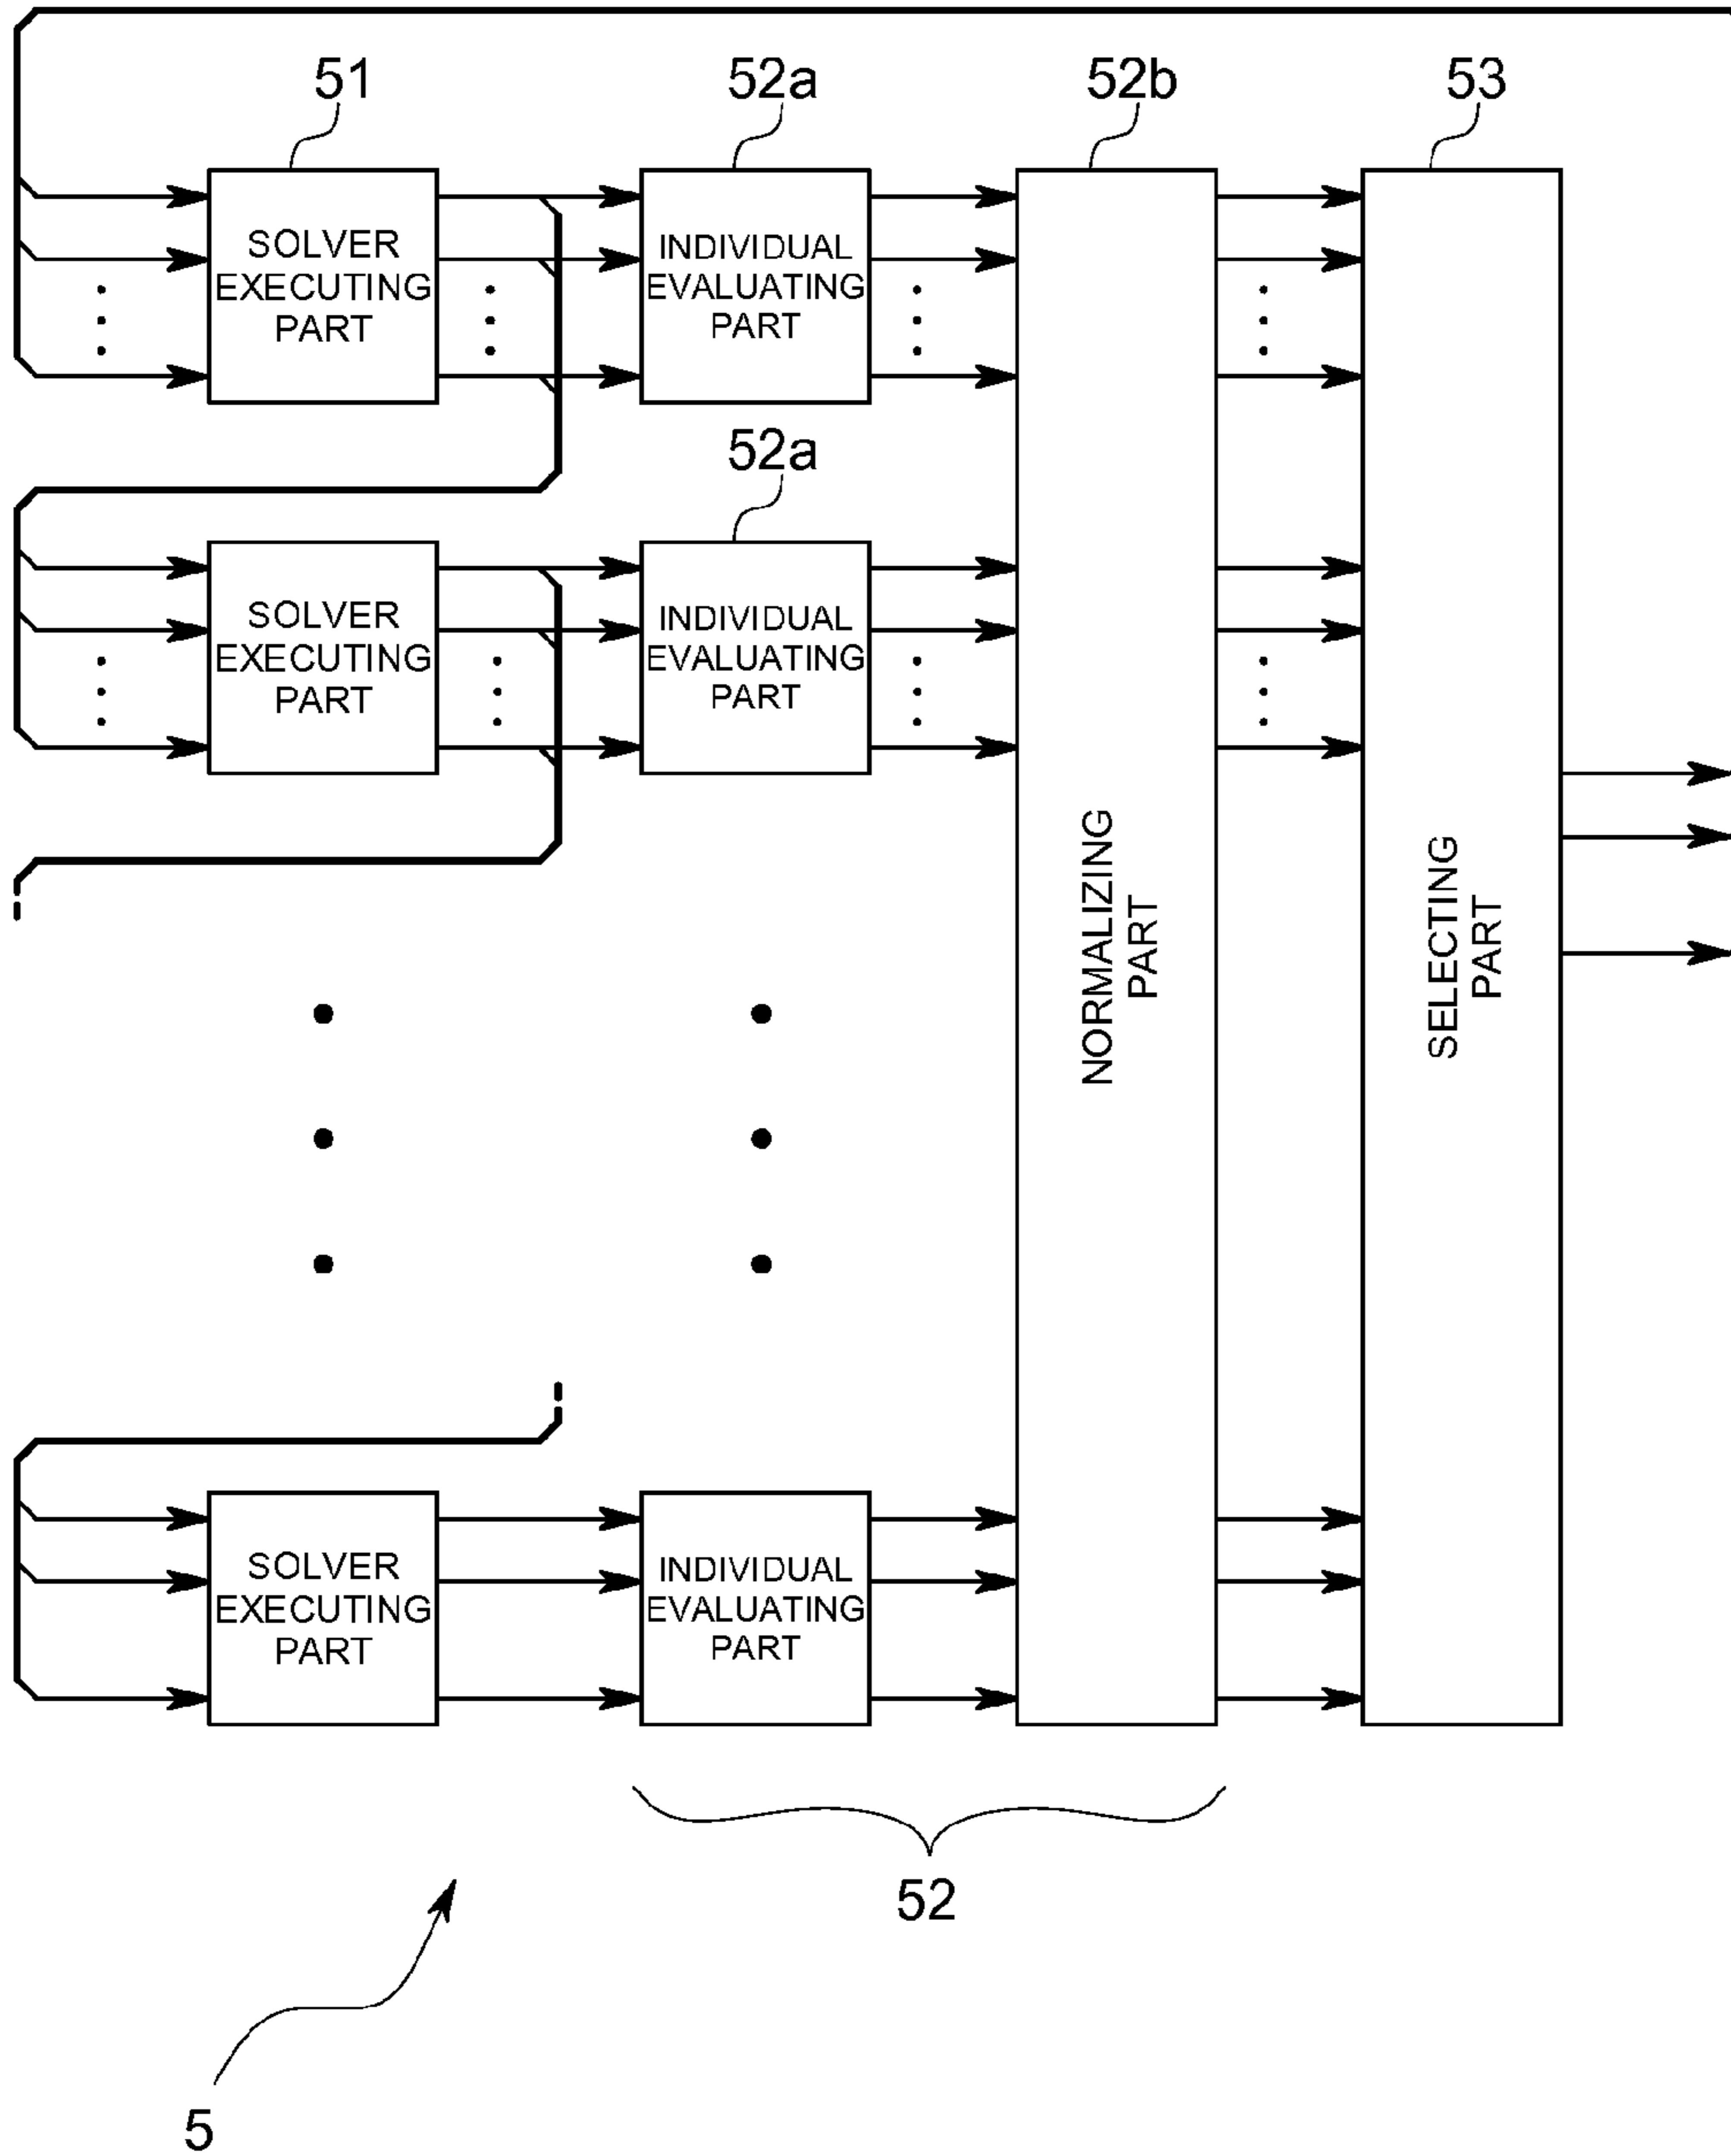 51
52a
52b
53
SOLVER
EXECUTING
PART
INDIVIDUAL
EVALUATING
PART
52a
SOLVER
EXECUTING
PART
INDIVIDUAL
EVALUATING
PART
NORMALIZING
PART
SELECTING
PART
SOLVER
EXECUTING
PART
INDIVIDUAL
EVALUATING
PART
52
5